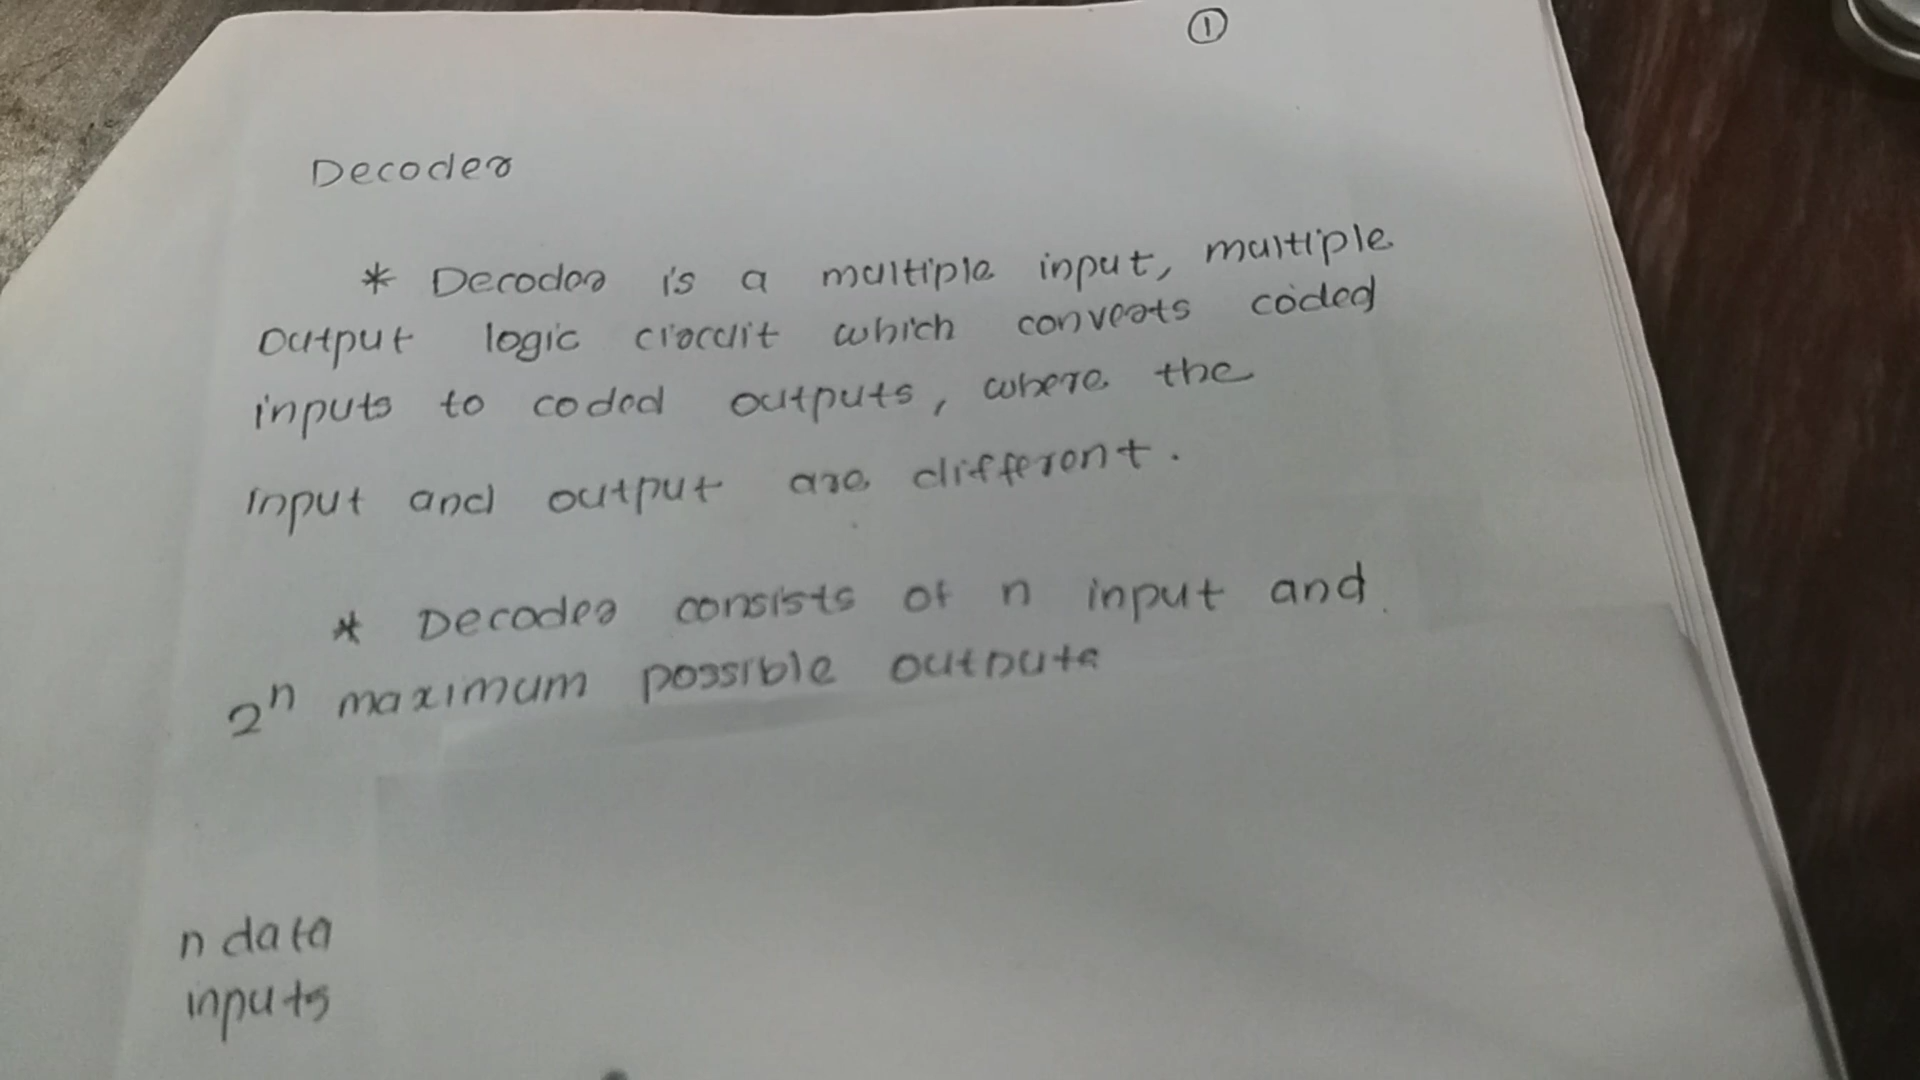 ①
Decoder
* Decoder is a multiple input, multiple
output logic circuit which converts coded
inputs to coded outputs, where the
input and output are different.
* Decoder consists of n input and
2ⁿ maximum possible outputs
n data
inputs